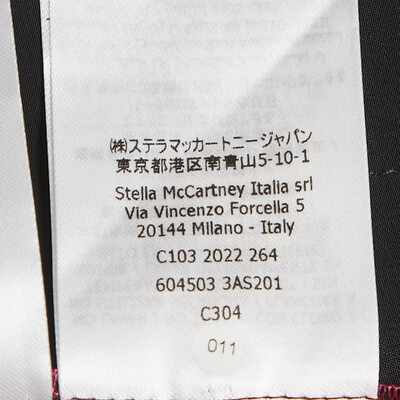 ㈱ステラマッカートニージャパン
東京都港区南青山5-10-1
Stella McCartney Italia srl
Via Vincenzo Forcella 5
20144 Milano - Italy
C103 2022 264
604503 3AS201
C304
011